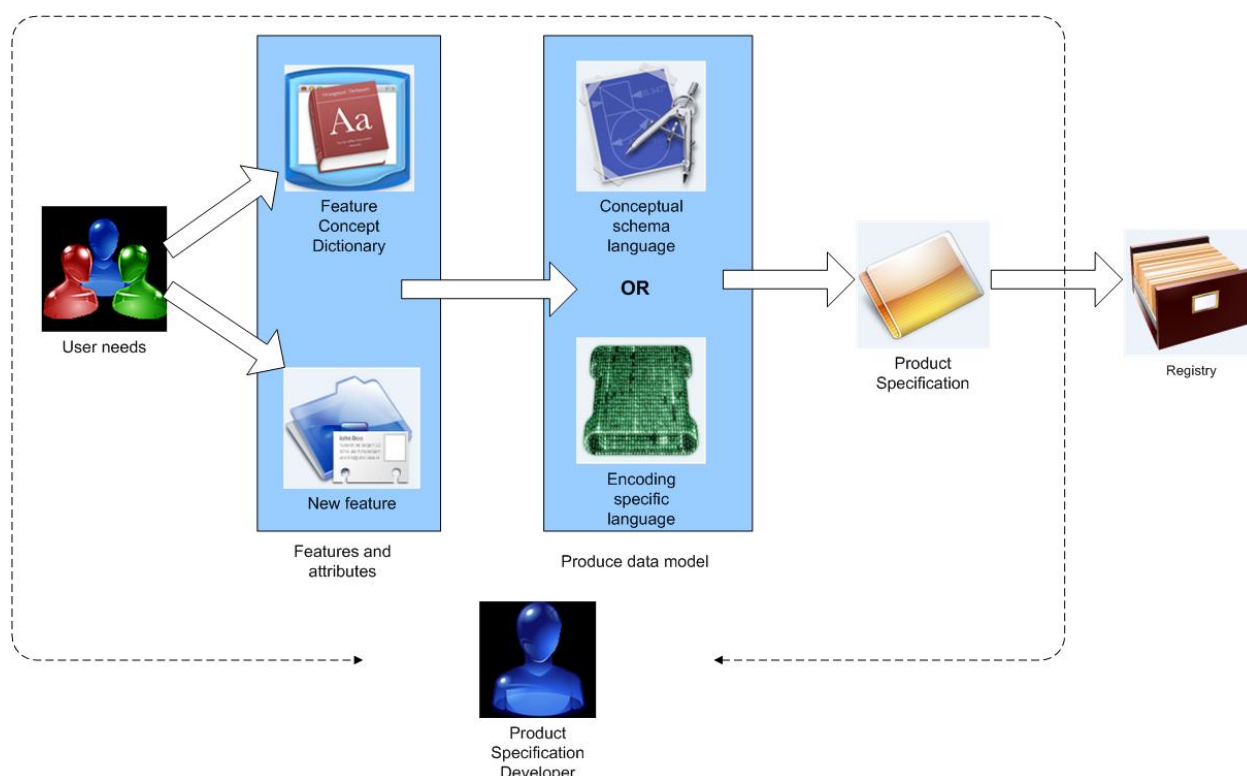 Aa
Feature
Concept
Dictionary
Conceptual
schema
language
OR
User needs
Product
Specification
Registry
New feature
Encoding
specific
language
Features and
attributes
Produce data model
Product
Specification
Developer